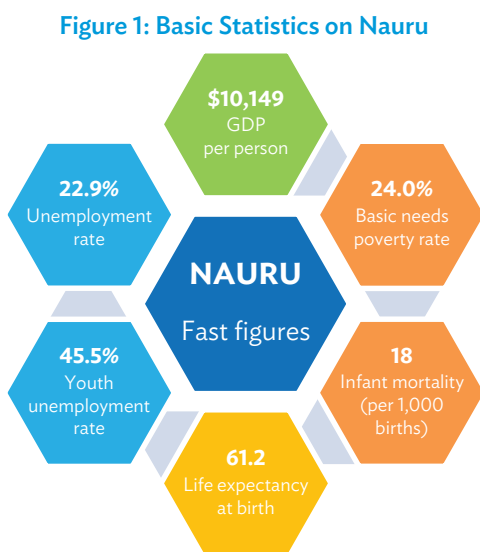 Figure 1: Basic Statistics on Nauru
$10,149
GDP
per person
22.9%
Unemployment
rate
24.0%
Basic needs
poverty rate
NAURU
Fast figures
45.5%
Youth
unemployment
rate
18
Infant mortality
(per 1,000
births)
61.2
Life expectancy
at birth